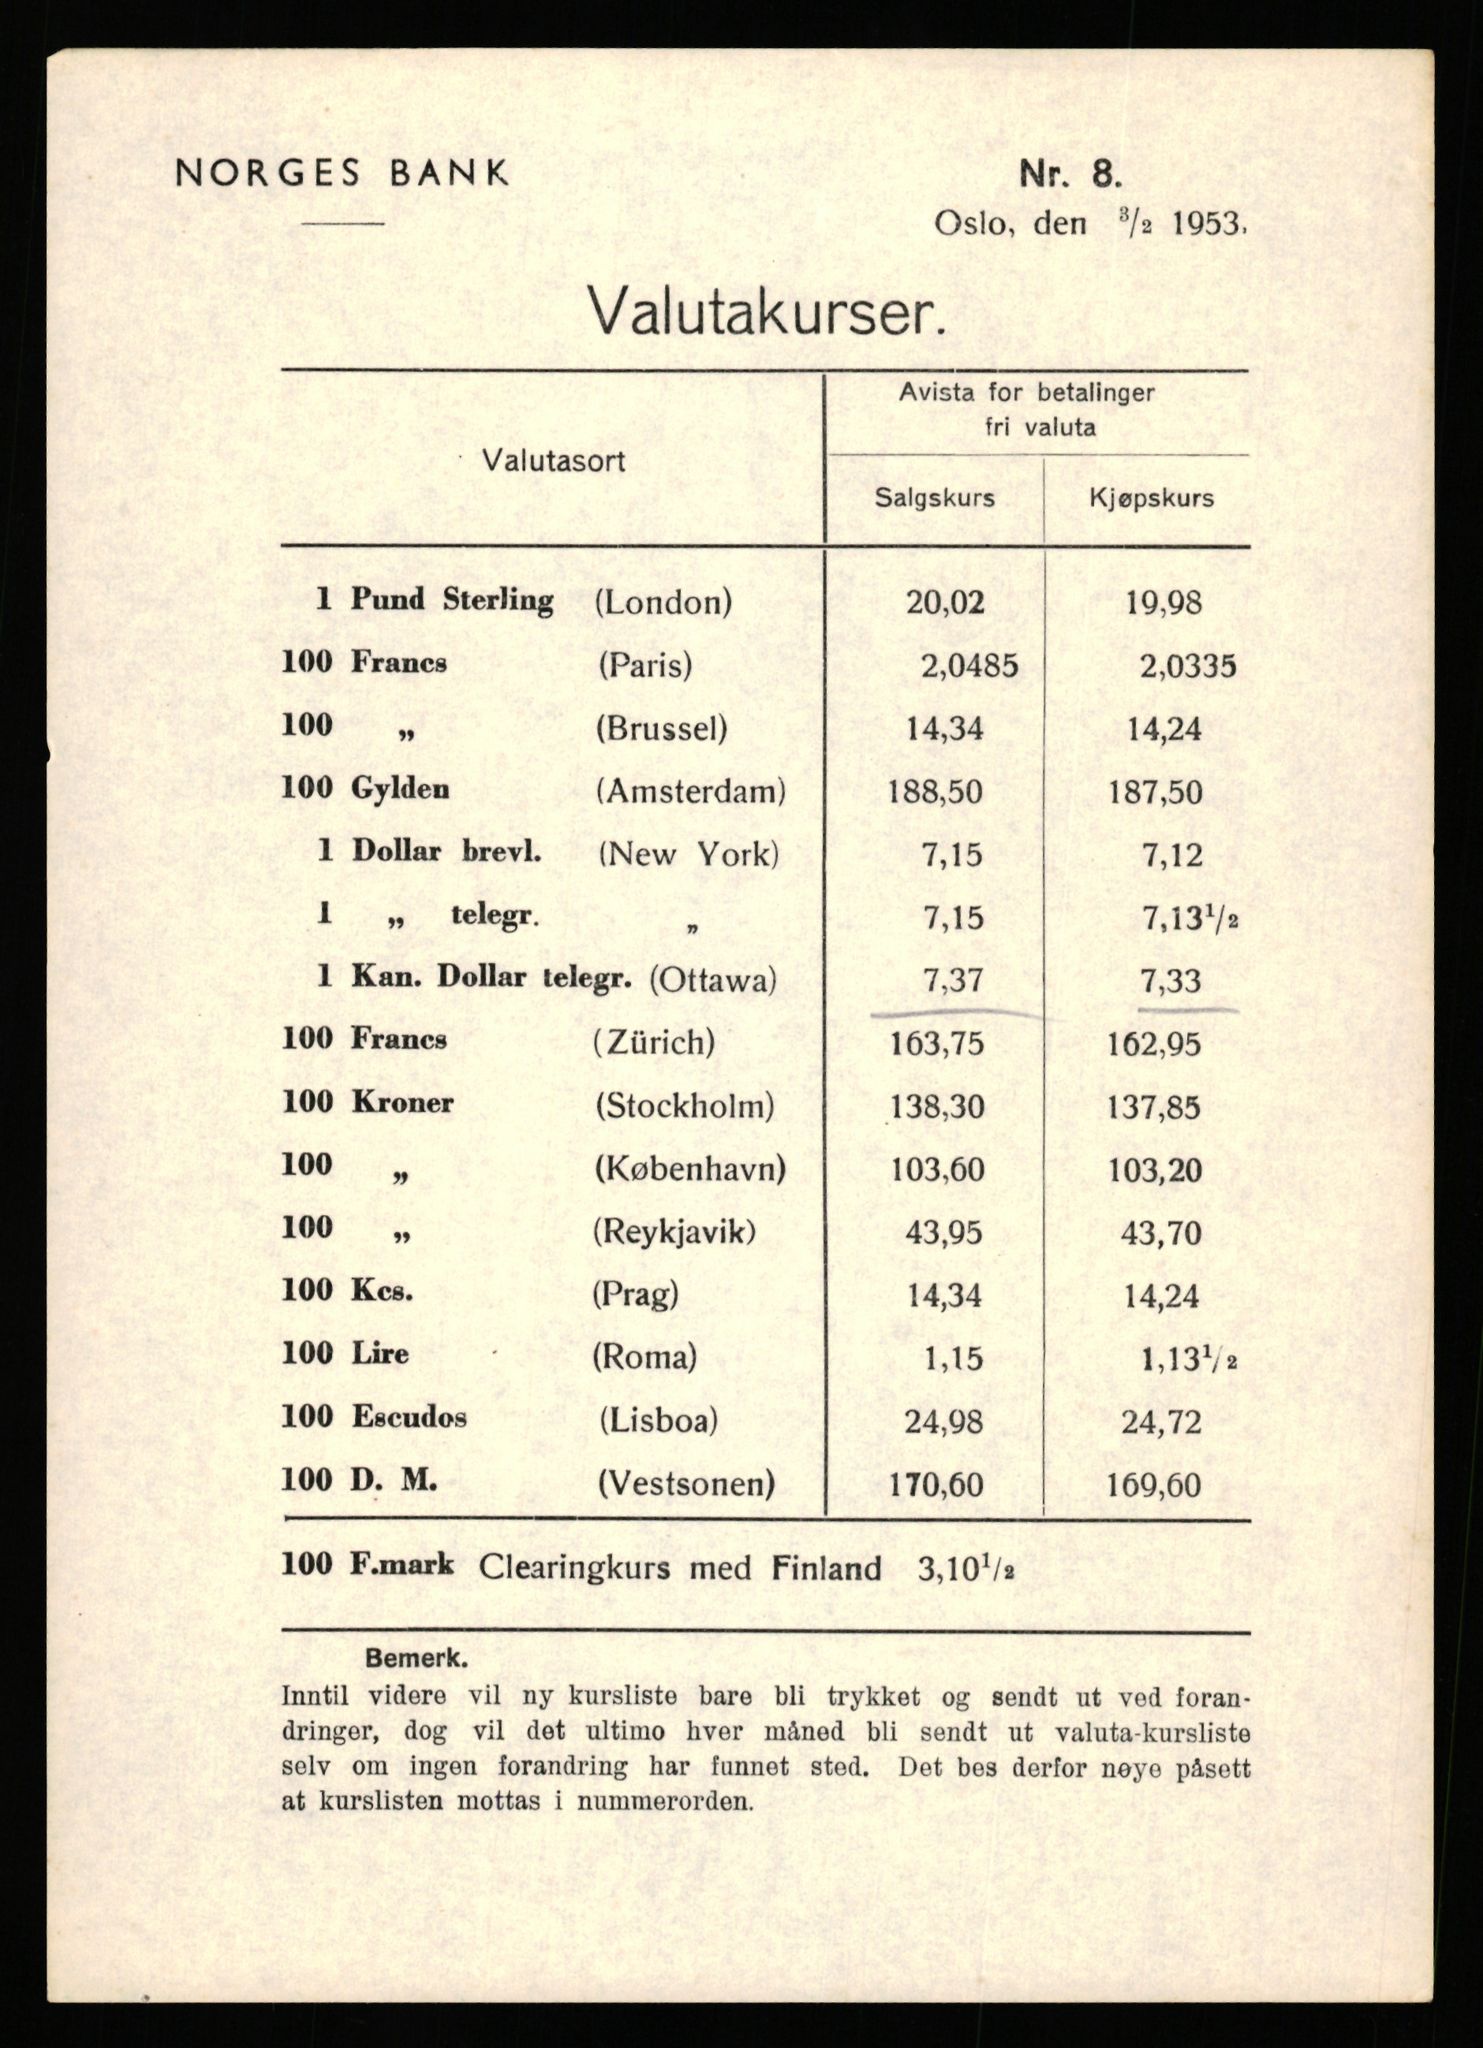 NORGES BANK
Nr. 8.
Oslo, den 3/2 1953.
Valutakurser.
Valutasort
Avista for betalinger
fri valuta
Salgskurs Kjøpskurs
1 Pund Sterling (London) 20,02 19,98
100 Francs (Paris) 2,0485 2,0335
100 „ (Brussel) 14,34 14,24
100 Gylden (Amsterdam) 188,50 187,50
1 Dollar brevl. (New York) 7,15 7,12
1 „ telegr. „ 7,15 7,13½
1 Kan. Dollar telegr. (Ottawa) 7,37 7,33
100 Francs (Zürich) 163,75 162,95
100 Kroner (Stockholm) 138,30 137,85
100 „ (København) 103,60 103,20
100 „ (Reykjavik) 43,95 43,70
100 Kcs. (Prag) 14,34 14,24
100 Lire (Roma) 1,15 1,13½
100 Escudos (Lisboa) 24,98 24,72
100 D. M. (Vestsonen) 170,60 169,60
100 F.mark Clearingkurs med Finland 3,10½
Bemerk.
Inntil videre vil ny kursliste bare bli trykket og sendt ut ved foran-
dringer, dog vil det ultimo hver måned bli sendt ut valuta-kursliste
selv om ingen forandring har funnet sted. Det bes derfor nøye påsett
at kurslisten mottas i nummerorden.